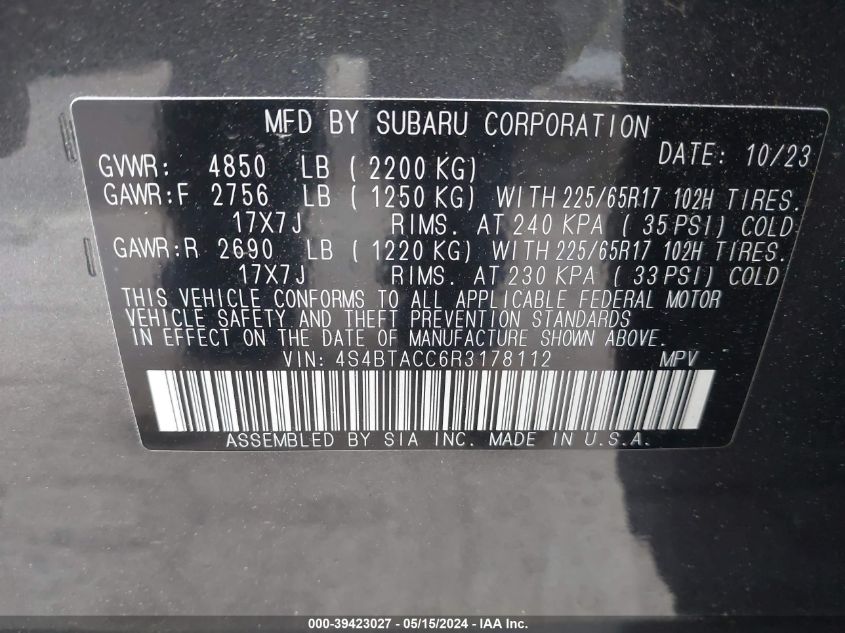 MFD BY SUBARU CORPORATION
DATE: 10/23
GVWR: 4850 LB ( 2200 KG)
GAWR:F 2756 LB ( 1250 KG) WITH 225/65R17 102H TIRES.
17X7J RIMS. AT 240 KPA ( 35 PSI) COLD
GAWR:R 2690 LB ( 1220 KG) WITH 225/65R17 102H TIRES.
17X7J RIMS. AT 230 KPA ( 33 PSI) COLD
THIS VEHICLE CONFORMS TO ALL APPLICABLE FEDERAL MOTOR
VEHICLE SAFETY AND THEFT PREVENTION STANDARDS
IN EFFECT ON THE DATE OF MANUFACTURE SHOWN ABOVE.
VIN: 4S4BTACC6R3178112 MPV
ASSEMBLED BY SIA INC. MADE IN U.S.A.
000-39423027 - 05/15/2024 - IAA Inc.